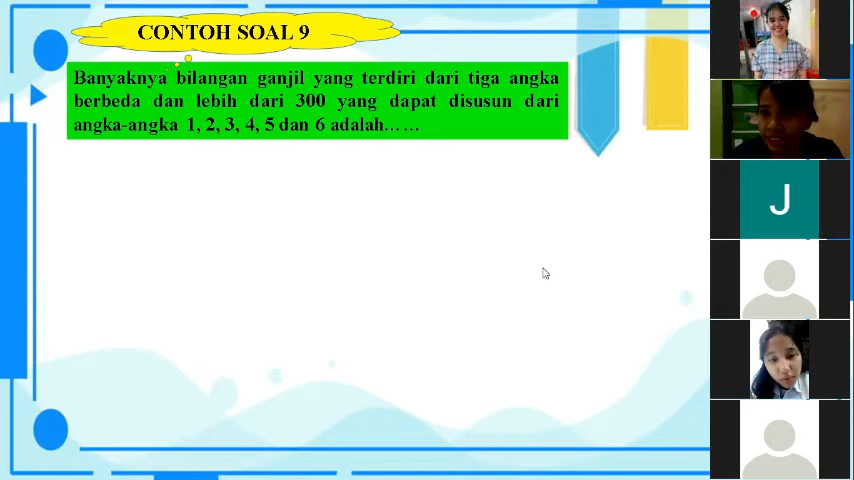 CONTOH SOAL 9
Banyaknya bilangan ganjil yang terdiri dari tiga angka
berbeda dan lebih dari 300 yang dapat disusun dari
angka-angka 1, 2, 3, 4, 5 dan 6 adalah……
J